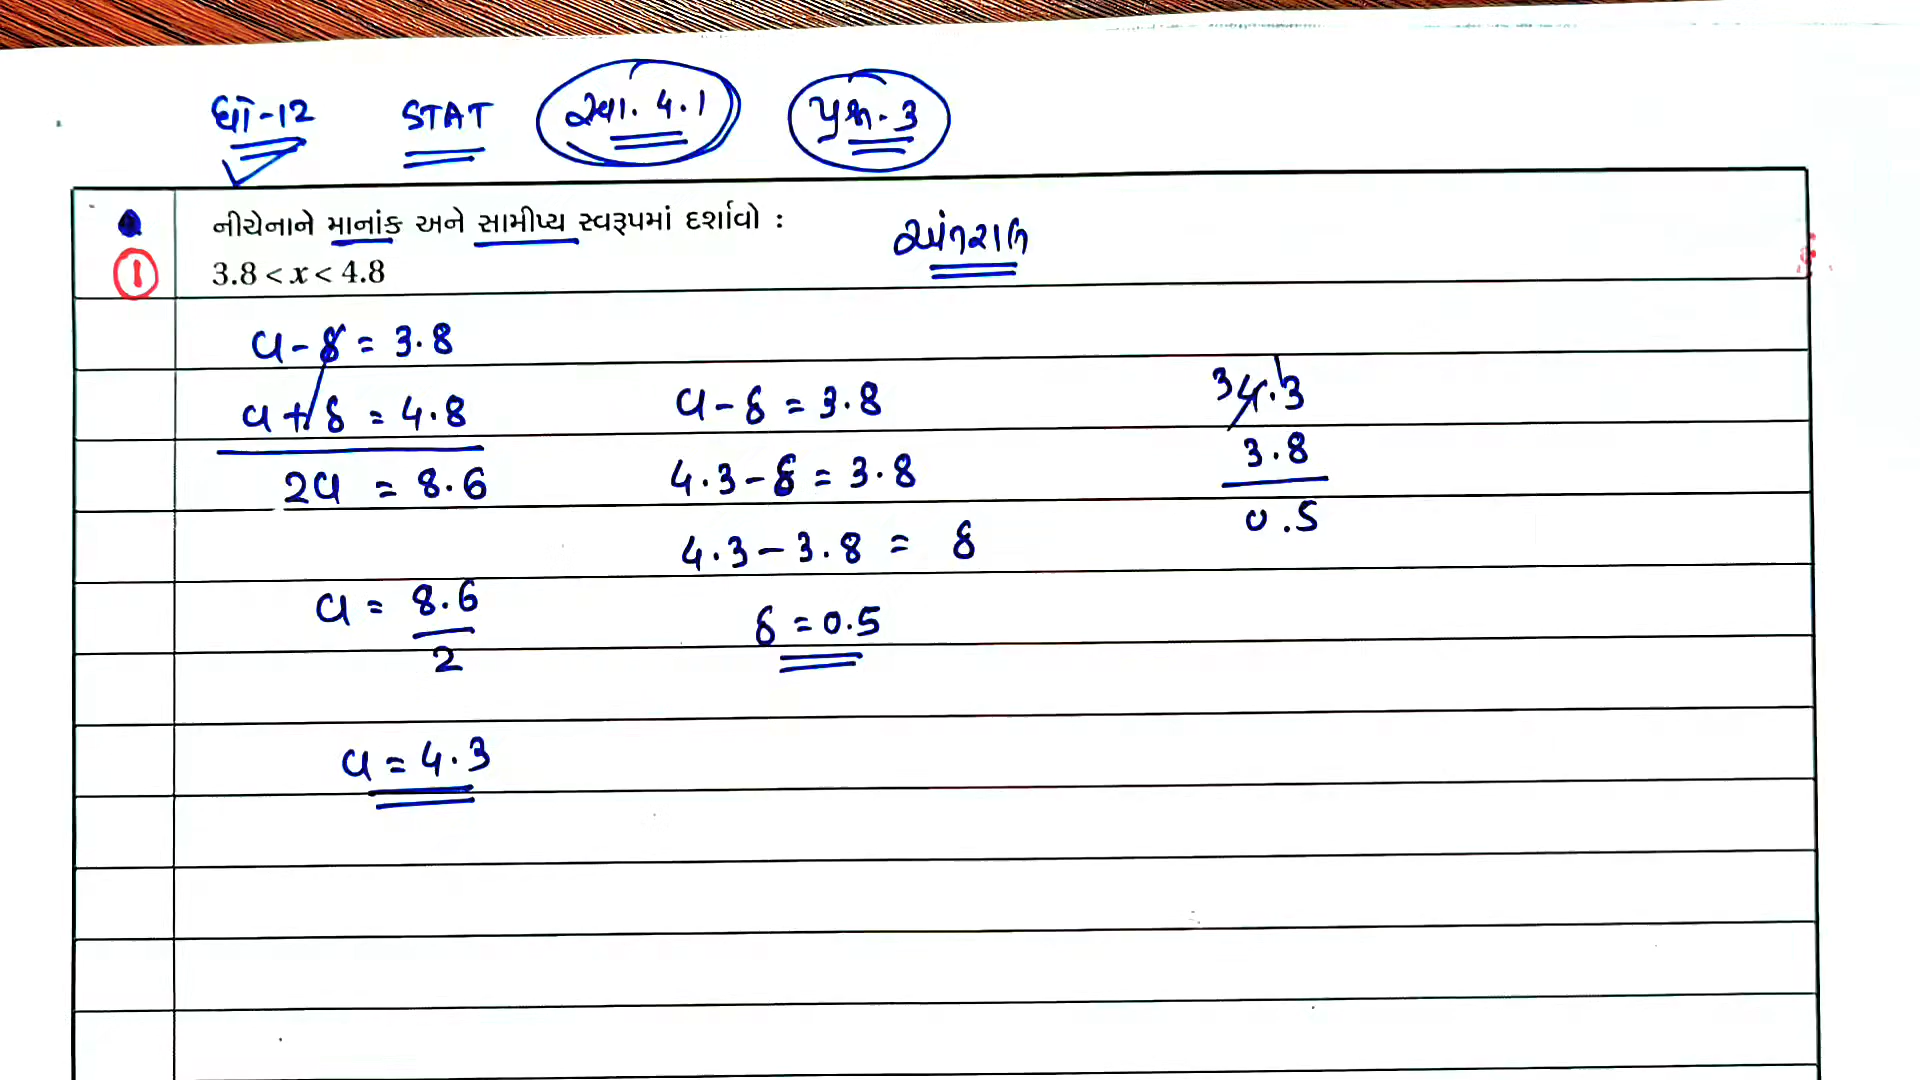 ધો-12 STAT સ્વા. 4.1 પ્રશ્ન-3
નીચેનાને માનાંક અને સામીપ્ય સ્વરૂપમાં દર્શાવો :
અંતરાલ
1
3.8 < x < 4.8
a - δ = 3.8
a + δ = 4.8
2a = 8.6
a = 8.6
2
a = 4.3
a - δ = 3.8
4.3 - δ = 3.8
4.3 - 3.8 = δ
δ = 0.5
3 4.13
3.8
0.5